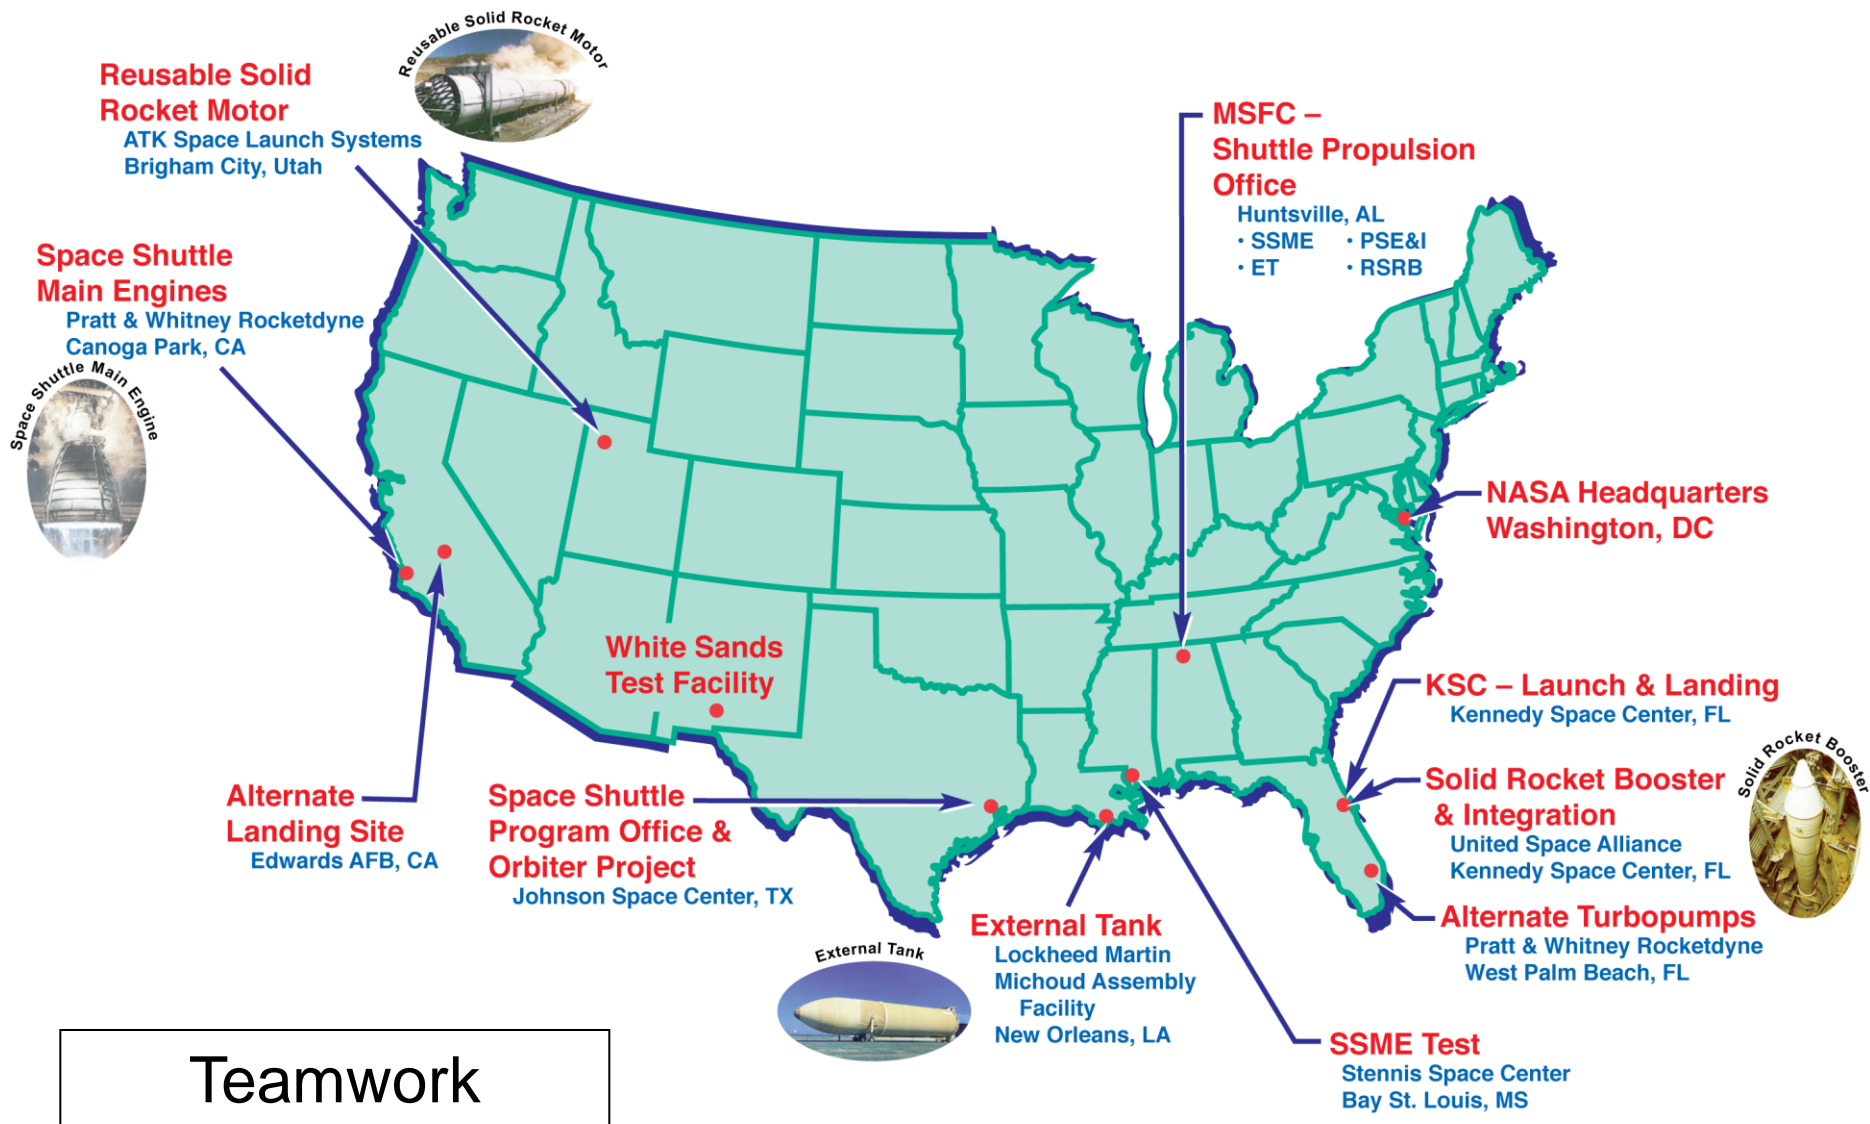 Reusable Solid Rocket Motor
Reusable Solid
Rocket Motor
ATK Space Launch Systems
Brigham City, Utah
Space Shuttle
Main Engines
Pratt & Whitney Rocketdyne
Canoga Park, CA
Space Shuttle Main Engine
MSFC –
Shuttle Propulsion
Office
Huntsville, AL
• SSME • PSE&I
• ET • RSRB
NASA Headquarters
Washington, DC
White Sands
Test Facility
KSC – Launch & Landing
Kennedy Space Center, FL
Solid Rocket Booster
& Integration
United Space Alliance
Kennedy Space Center, FL
Solid Rocket Booster
Alternate Turbopumps
Pratt & Whitney Rocketdyne
West Palm Beach, FL
Alternate
Landing Site
Edwards AFB, CA
Space Shuttle
Program Office &
Orbiter Project
Johnson Space Center, TX
External Tank
External Tank
Lockheed Martin
Michoud Assembly
Facility
New Orleans, LA
SSME Test
Stennis Space Center
Bay St. Louis, MS
Teamwork